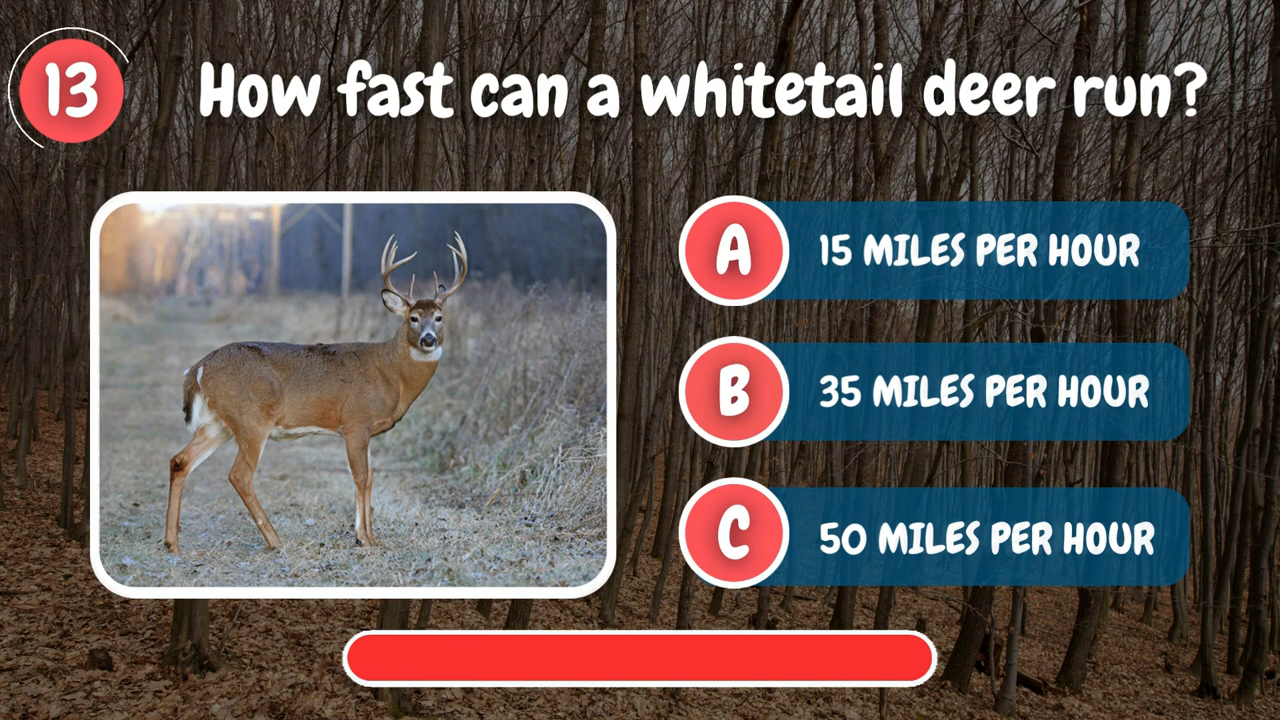 13
How fast can a whitetail deer run?
A
15 MILES PER HOUR
B
35 MILES PER HOUR
C
50 MILES PER HOUR